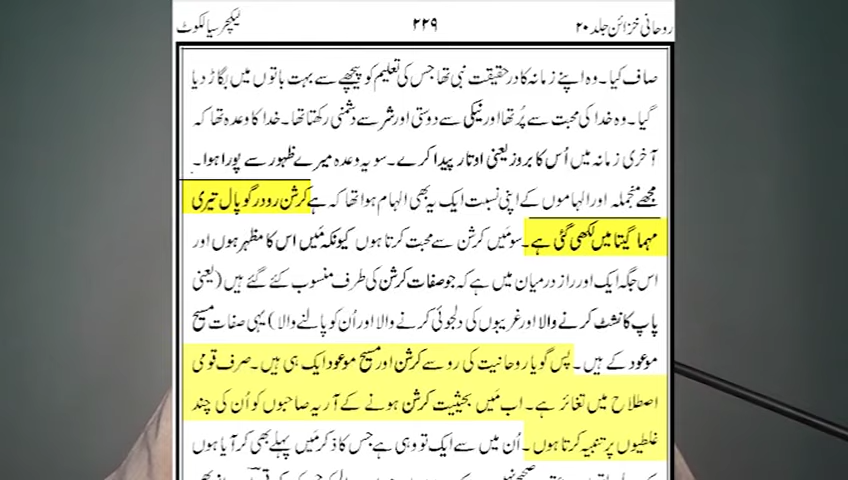 روحانی خزائن جلد ۲۰
۲۲۹
لیکچر سیالکوٹ
صاف کیا۔ وہ اپنے زمانہ کا درحقیقت نبی تھا جس کی تعلیم کو پیچھے سے بہت باتوں میں بگاڑ دیا
گیا۔ وہ خدا کی محبت سے پُر تھا اور نیکی سے دوستی اور شر سے دشمنی رکھتا تھا۔ خدا کا وعدہ تھا کہ
آخری زمانہ میں اُس کا بروز یعنی اوتار پیدا کرے۔ سو یہ وعدہ میرے ظہور سے پورا ہوا۔
مجھے منجملہ اور الہاموں کے اپنی نسبت ایک یہ بھی الہام ہوا تھا کہ ہے کرشن رودر گوپال تیری
مہما گیتا میں لکھی گئی ہے۔ سو مَیں کرشن سے محبت کرتا ہوں کیونکہ مَیں اس کا مظہر ہوں اور
اس جگہ ایک اور راز درمیان میں ہے کہ جو صفات کرشن کی طرف منسوب کئے گئے ہیں (یعنی
پاپ کا نشٹ کرنے والا اور غریبوں کی دلجوئی کرنے والا اور اُن کو پالنے والا) یہی صفات مسیح
موعود کے ہیں۔ پس گویا روحانیت کی رو سے کرشن اور مسیح موعود ایک ہی ہیں۔ صرف قومی
اصطلاح میں تغائر ہے۔ اب مَیں بحیثیت کرشن ہونے کے آریہ صاحبوں کو اُن کی چند
غلطیوں پر تنبیہ کرتا ہوں۔ اُن میں سے ایک تو وہی ہے جس کا ذکر مَیں پہلے بھی کر آیا ہوں